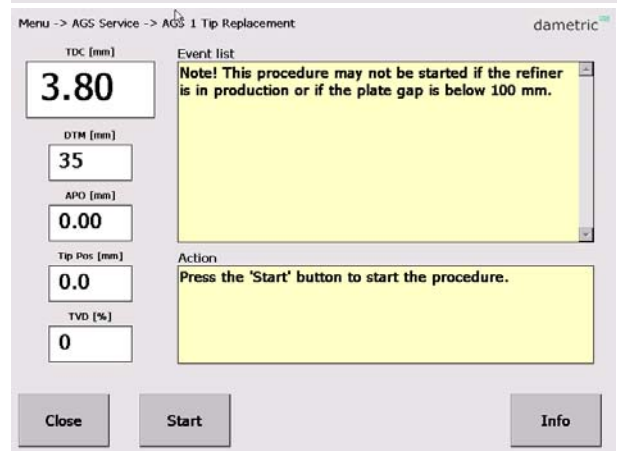 Menu -> AGS Service -> AGS 1 Tip Replacement
dametric
TDC [mm]
3.80
DTM [mm]
35
APO [mm]
0.00
Tip Pos [mm]
0.0
TVD [%]
0
Event list
Note! This procedure may not be started if the refiner
is in production or if the plate gap is below 100 mm.
Action
Press the 'Start' button to start the procedure.
Close
Start
Info